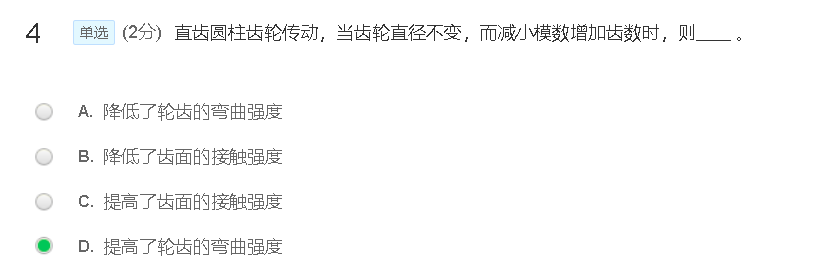 4 单选 (2分) 直齿圆柱齿轮传动，当齿轮直径不变，而减小模数增加齿数时，则____ 。
A. 降低了轮齿的弯曲强度
B. 降低了齿面的接触强度
C. 提高了齿面的接触强度
D. 提高了轮齿的弯曲强度